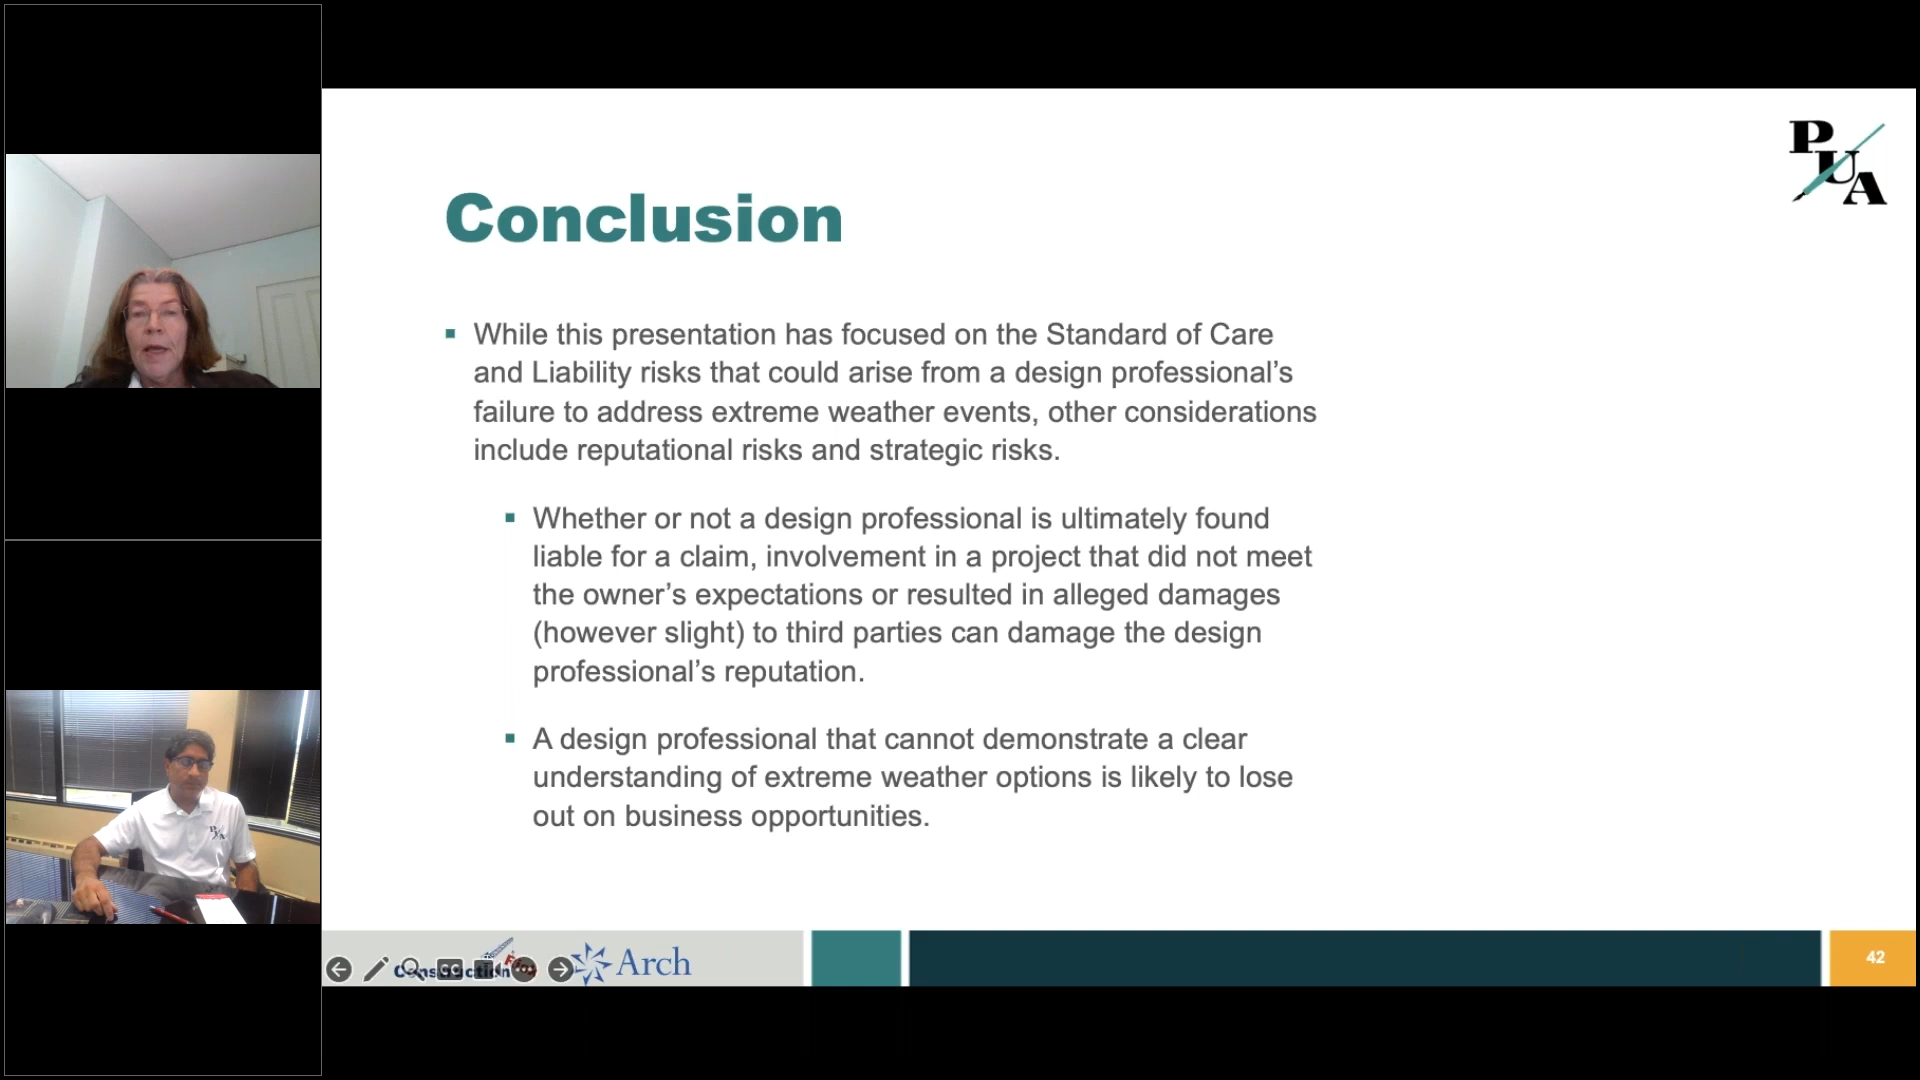 PUA
Conclusion
▪ While this presentation has focused on the Standard of Care
and Liability risks that could arise from a design professional’s
failure to address extreme weather events, other considerations
include reputational risks and strategic risks.
▪ Whether or not a design professional is ultimately found
liable for a claim, involvement in a project that did not meet
the owner’s expectations or resulted in alleged damages
(however slight) to third parties can damage the design
professional’s reputation.
▪ A design professional that cannot demonstrate a clear
understanding of extreme weather options is likely to lose
out on business opportunities.
PUA
Construction
Arch
42